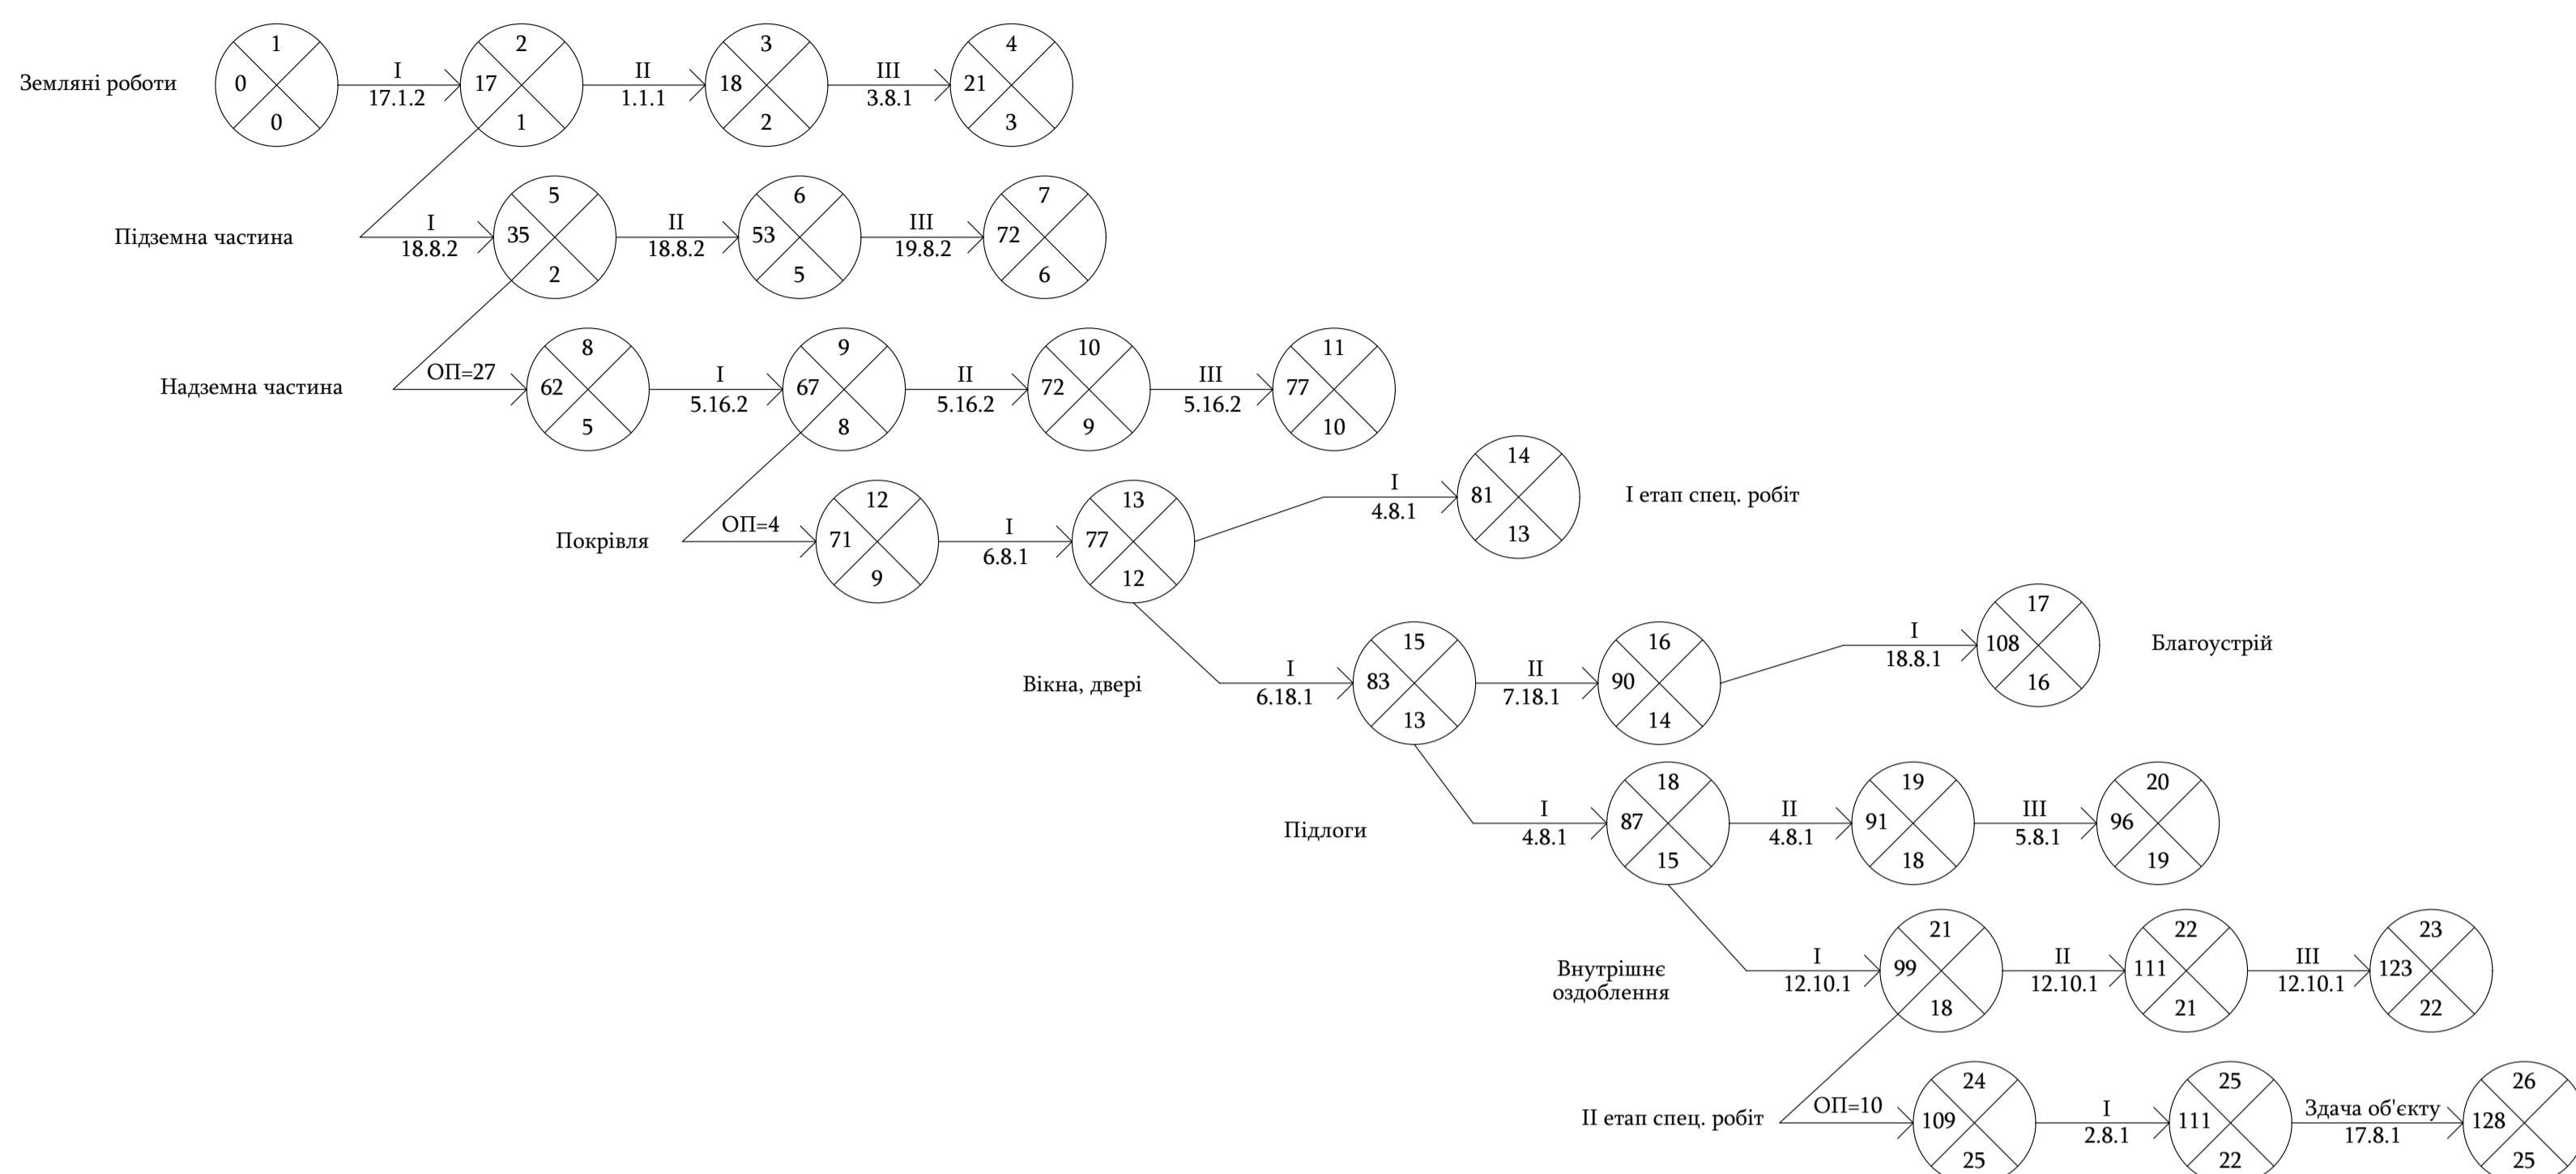 1
2
3
4
Земляні роботи
0
I
17.1.2
17
II
1.1.1
18
III
3.8.1
21
0
1
2
3
5
6
7
Підземна частина
I
18.8.2
35
II
18.8.2
53
III
19.8.2
72
2
5
6
8
9
10
11
Надземна частина
ОП=27
62
I
5.16.2
67
II
5.16.2
72
III
5.16.2
77
5
8
9
10
14
I
4.8.1
81
I етап спец. робіт
13
12
13
Покрівля
ОП=4
71
I
6.8.1
77
9
12
17
I
18.8.1
108
Благоустрій
16
15
16
Вікна, двері
I
6.18.1
83
II
7.18.1
90
13
14
18
19
20
Підлоги
I
4.8.1
87
II
4.8.1
91
III
5.8.1
96
15
18
19
21
22
23
Внутрішнє
оздоблення
I
12.10.1
99
II
12.10.1
111
III
12.10.1
123
18
21
22
24
25
26
II етап спец. робіт
ОП=10
109
I
2.8.1
111
Здача об'єкту
17.8.1
128
25
22
25